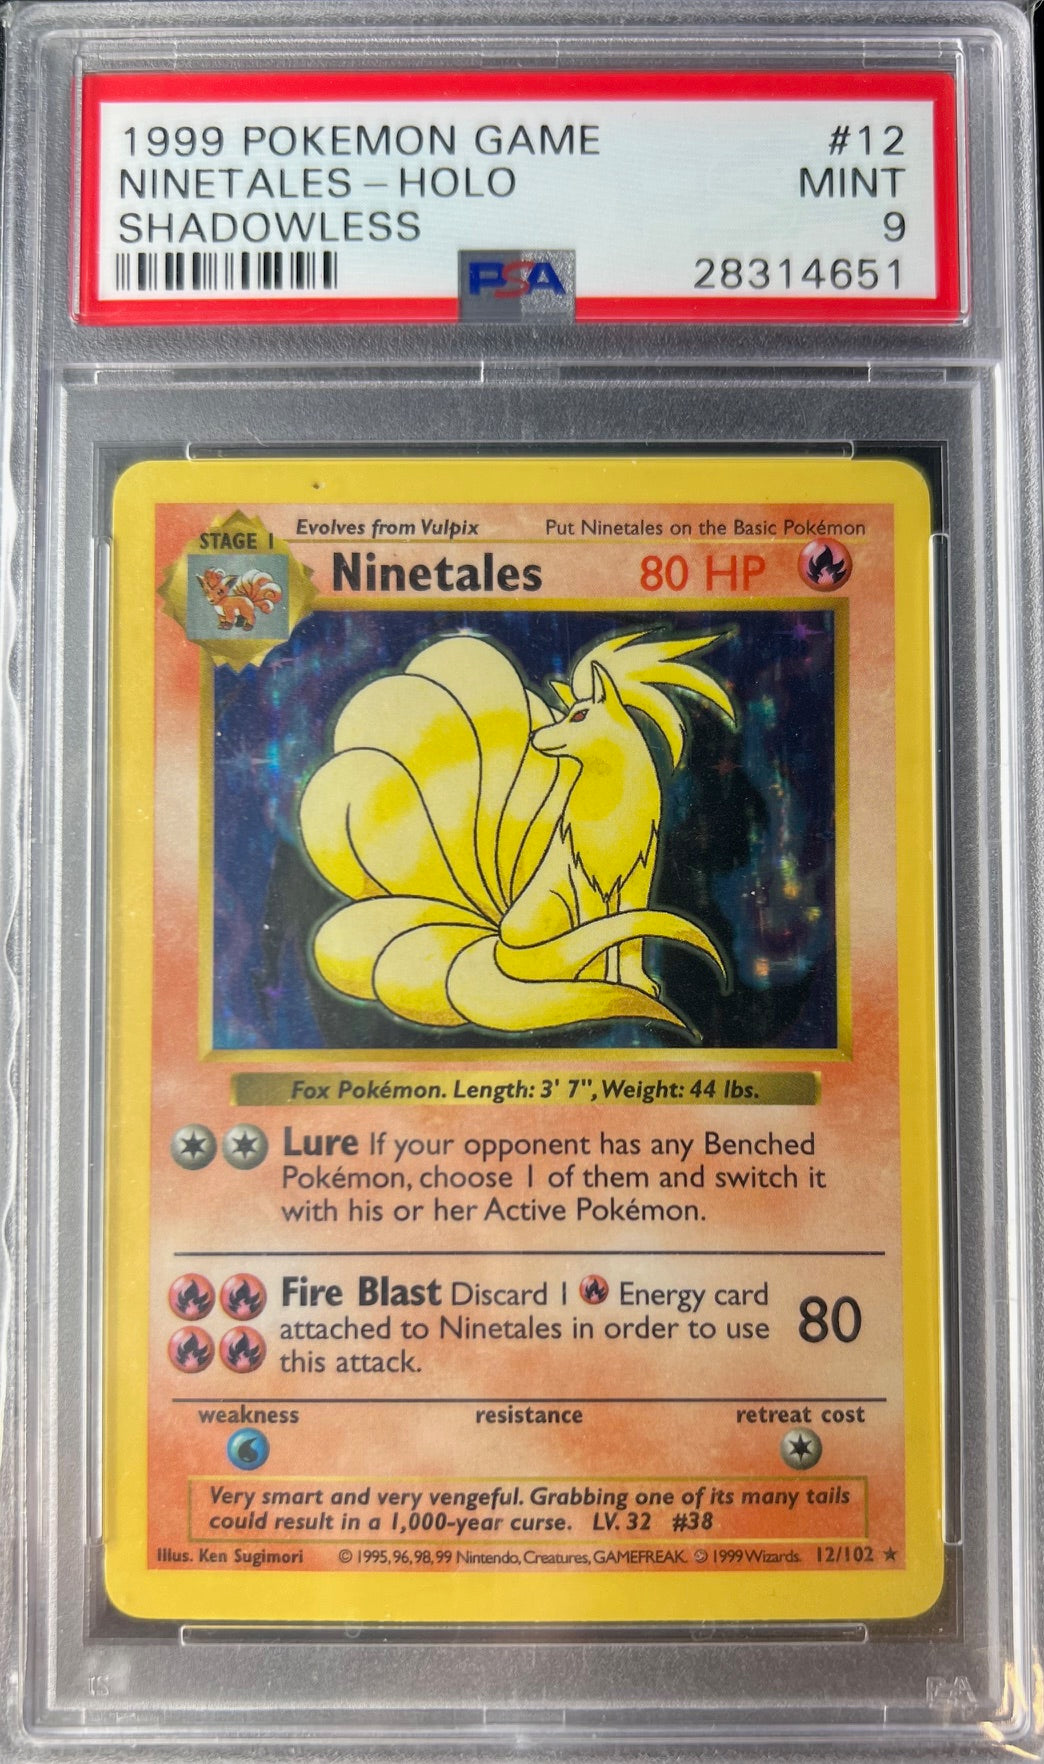 1999 POKEMON GAME #12
NINETALES – HOLO MINT
SHADOWLESS 9
PSA 28314651
Evolves from Vulpix Put Ninetales on the Basic Pokémon
STAGE 1
Ninetales 80 HP
Fox Pokémon. Length: 3' 7", Weight: 44 lbs.
Lure If your opponent has any Benched
Pokémon, choose 1 of them and switch it
with his or her Active Pokémon.
Fire Blast Discard 1 Energy card
attached to Ninetales in order to use 80
this attack.
weakness resistance retreat cost
Very smart and very vengeful. Grabbing one of its many tails
could result in a 1,000-year curse. LV. 32 #38
Illus. Ken Sugimori © 1995, 96, 98, 99 Nintendo, Creatures, GAMEFREAK. © 1999 Wizards. 12/102 ★